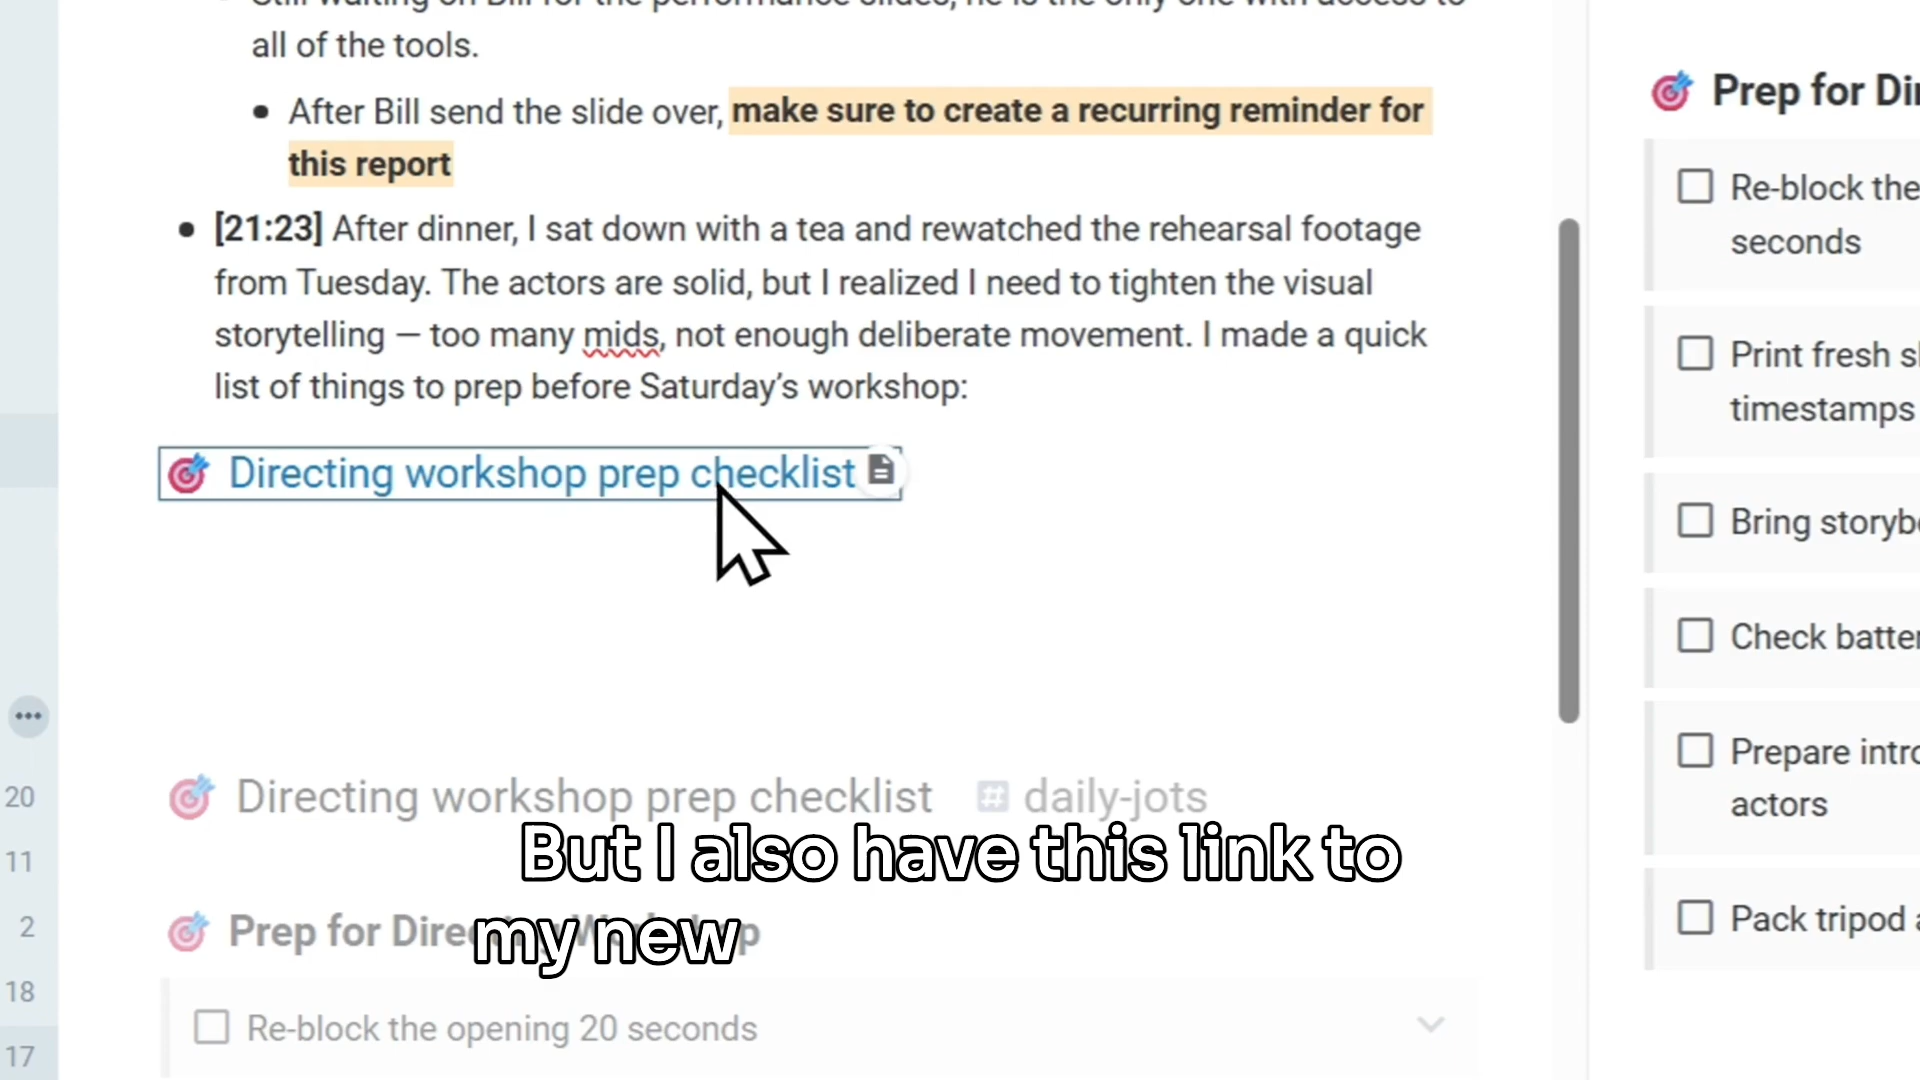 all of the tools.
After Bill send the slide over, make sure to create a recurring reminder for
this report
[21:23] After dinner, I sat down with a tea and rewatched the rehearsal footage
from Tuesday. The actors are solid, but I realized I need to tighten the visual
storytelling — too many mids, not enough deliberate movement. I made a quick
list of things to prep before Saturday’s workshop:
Directing workshop prep checklist
Directing workshop prep checklist # daily-jots
But I also have this link to
my new
Prep for
Re-block the opening 20 seconds
20
11
2
18
17
Prep for
Re-block the
seconds
Print fresh
timestamps
Bring
Check
Prepare
actors
Pack tripod